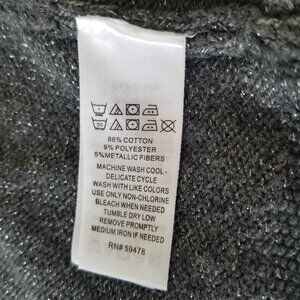 30
86% COTTON
9% POLYESTER
5% METALLIC FIBERS
MACHINE WASH COOL -
DELICATE CYCLE
WASH WITH LIKE COLORS
USE ONLY NON-CHLORINE
BLEACH WHEN NEEDED
TUMBLE DRY LOW
REMOVE PROMPTLY
MEDIUM IRON IF NEEDED
RN# 59478